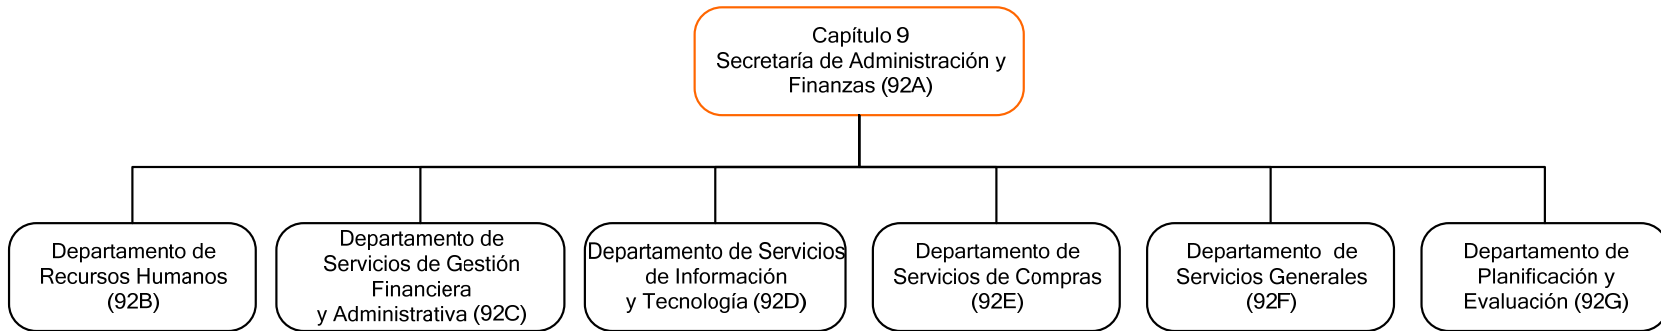 Capítulo 9
Secretaría de Administración y
Finanzas (92A)
Departamento de
Recursos Humanos
(92B)
Departamento de
Servicios de Gestión
Financiera
y Administrativa (92C)
Departamento de Servicios
de Información
y Tecnología (92D)
Departamento de
Servicios de Compras
(92E)
Departamento de
Servicios Generales
(92F)
Departamento de
Planificación y
Evaluación (92G)